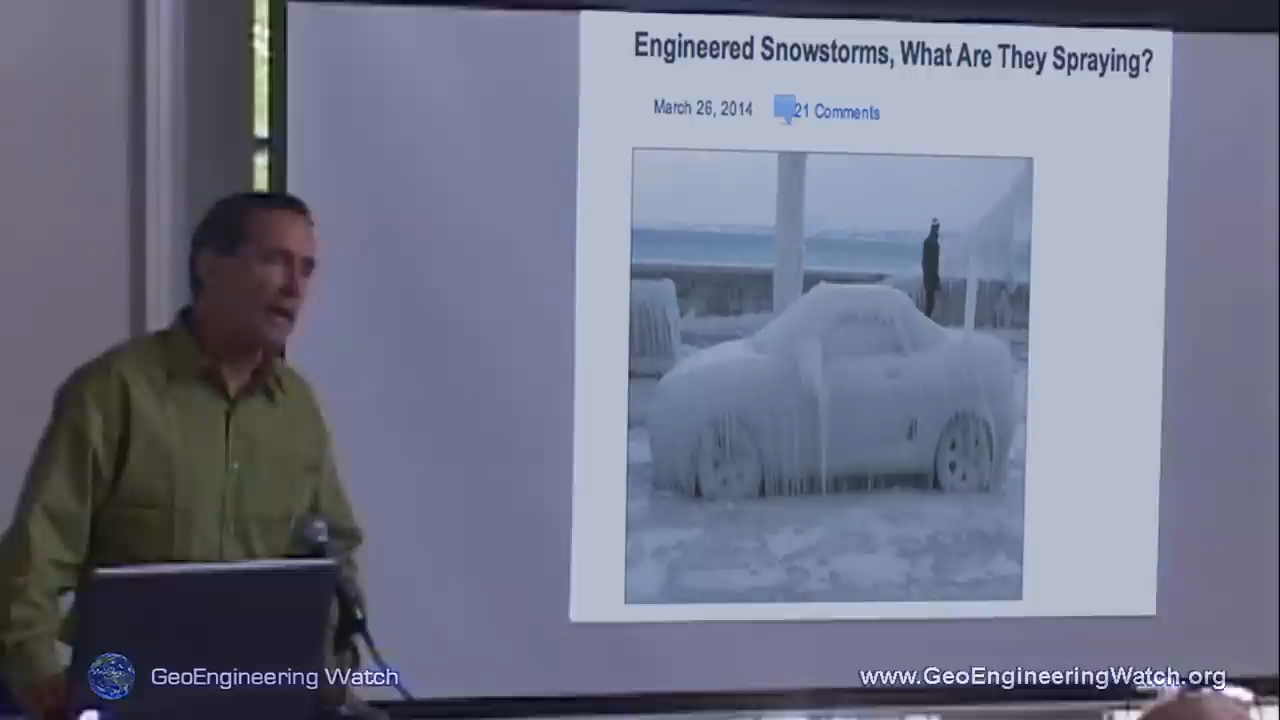 Engineered Snowstorms, What Are They Spraying?
March 26, 2014 21 Comments
GeoEngineering Watch
www.GeoEngineeringWatch.org